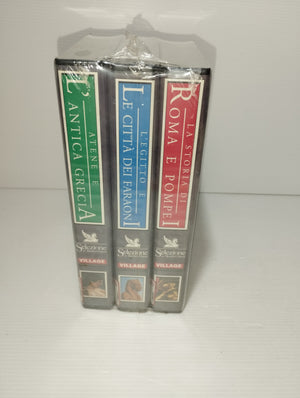 ATENE E
L'ANTICA GRECIA
Selezione
VILLAGE
L'EGITTO E
LE CITTÀ DEI FARAONI
Selezione
VILLAGE
LA STORIA DI
ROMA E POMPEI
Selezione
VILLAGE